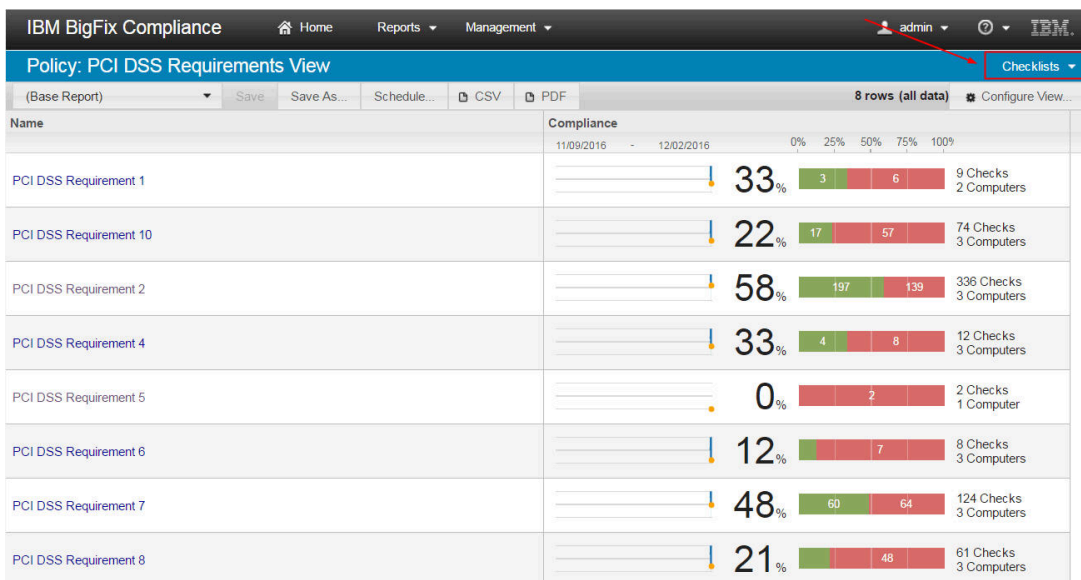 IBM BigFix Compliance Home Reports Management admin ? IBM.
Policy: PCI DSS Requirements View Checklists
(Base Report) Save Save As... Schedule... CSV PDF 8 rows (all data) Configure View...
Name Compliance
11/09/2016 - 12/02/2016 0% 25% 50% 75% 100%
PCI DSS Requirement 1 33% 3 6 9 Checks
2 Computers
PCI DSS Requirement 10 22% 17 57 74 Checks
3 Computers
PCI DSS Requirement 2 58% 197 139 336 Checks
3 Computers
PCI DSS Requirement 4 33% 4 8 12 Checks
3 Computers
PCI DSS Requirement 5 0% 2 2 Checks
1 Computer
PCI DSS Requirement 6 12% 7 8 Checks
3 Computers
PCI DSS Requirement 7 48% 60 64 124 Checks
3 Computers
PCI DSS Requirement 8 21% 48 61 Checks
3 Computers